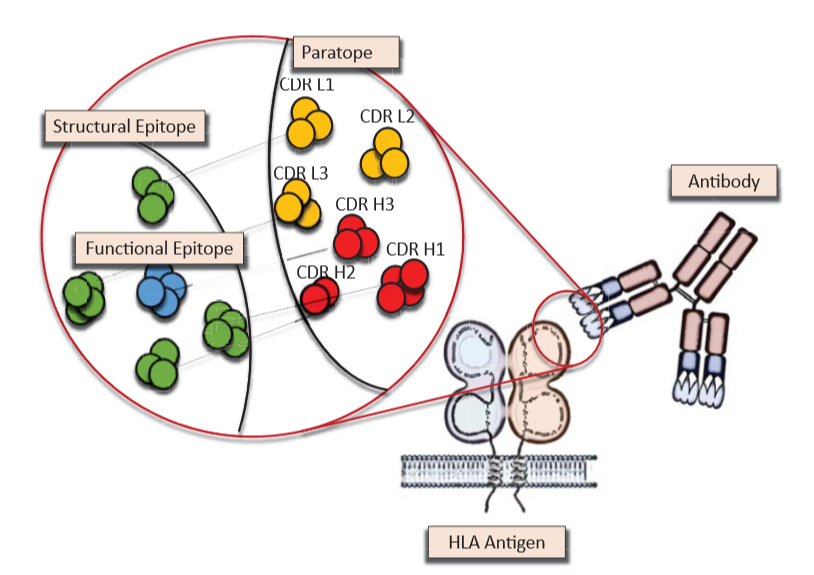 Paratope
CDR L1
CDR L2
Structural Epitope
CDR L3
Antibody
CDR H3
Functional Epitope
CDR H1
CDR H2
HLA Antigen